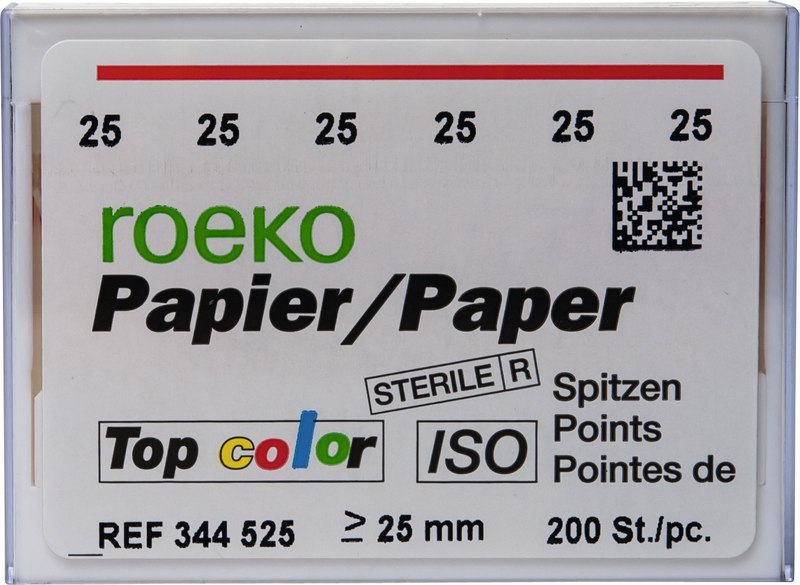 25 25 25 25 25 25
roeko
Papier/Paper
STERILE R
Spitzen
Top color
ISO
Points
Pointes de
REF 344 525
≥ 25 mm
200 St./pc.